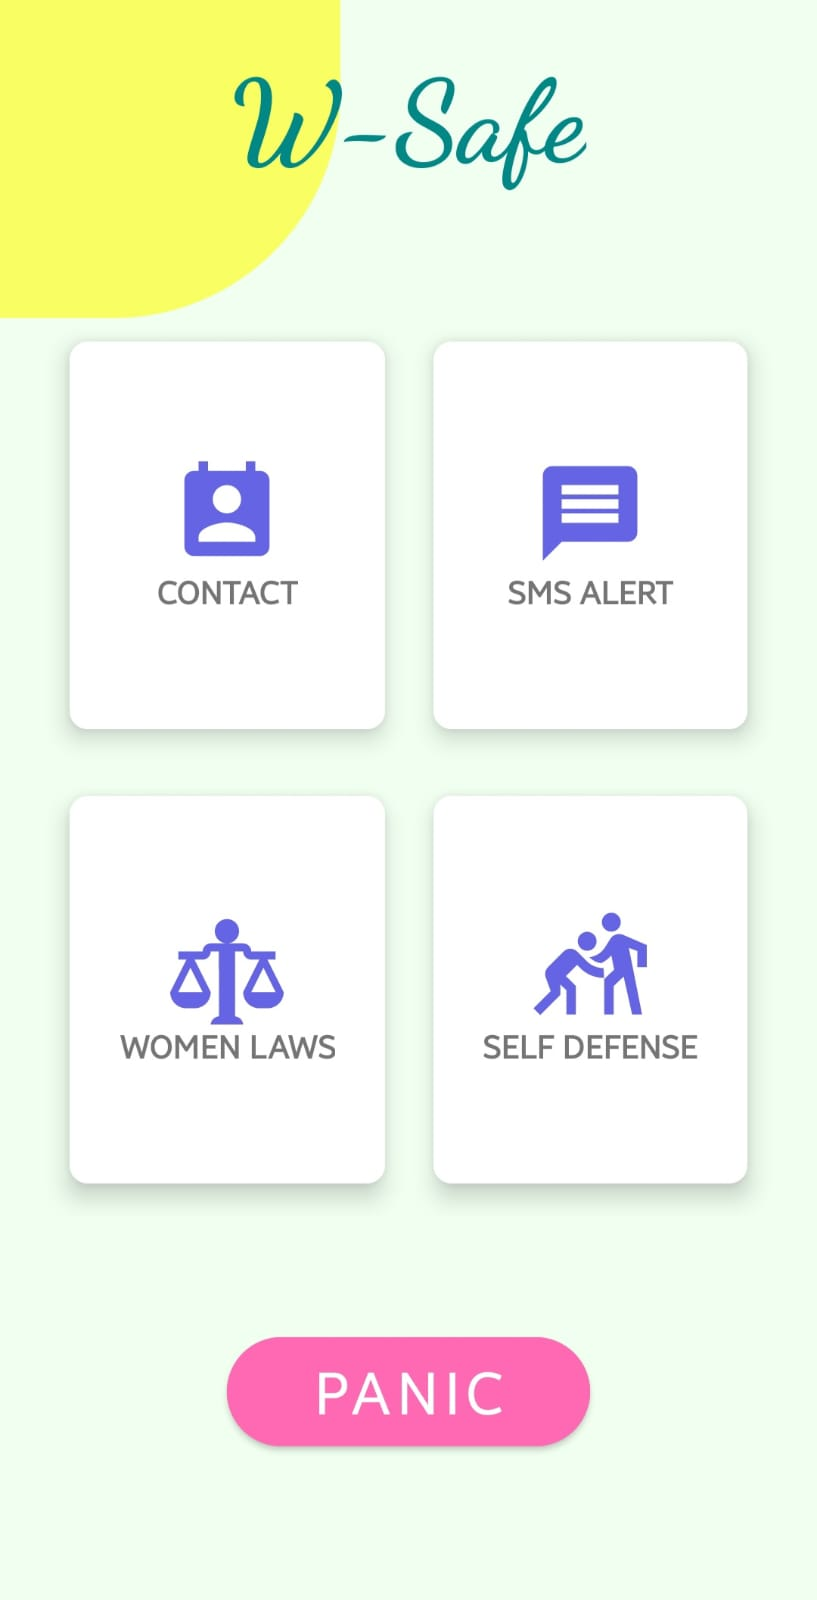 W-Safe
CONTACT
SMS ALERT
WOMEN LAWS
SELF DEFENSE
PANIC